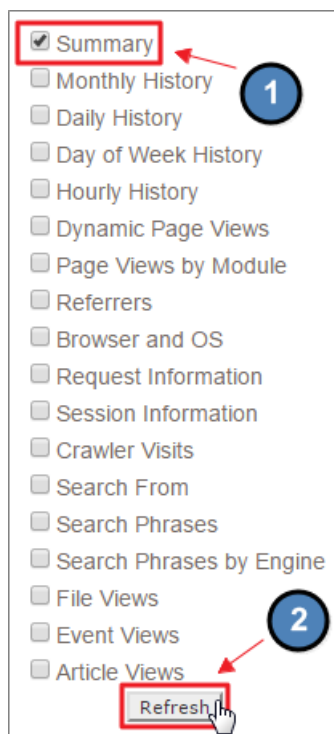 Summary
Monthly History
1
Daily History
Day of Week History
Hourly History
Dynamic Page Views
Page Views by Module
Referrers
Browser and OS
Request Information
Session Information
Crawler Visits
Search From
Search Phrases
Search Phrases by Engine
File Views
Event Views
2
Article Views
Refresh